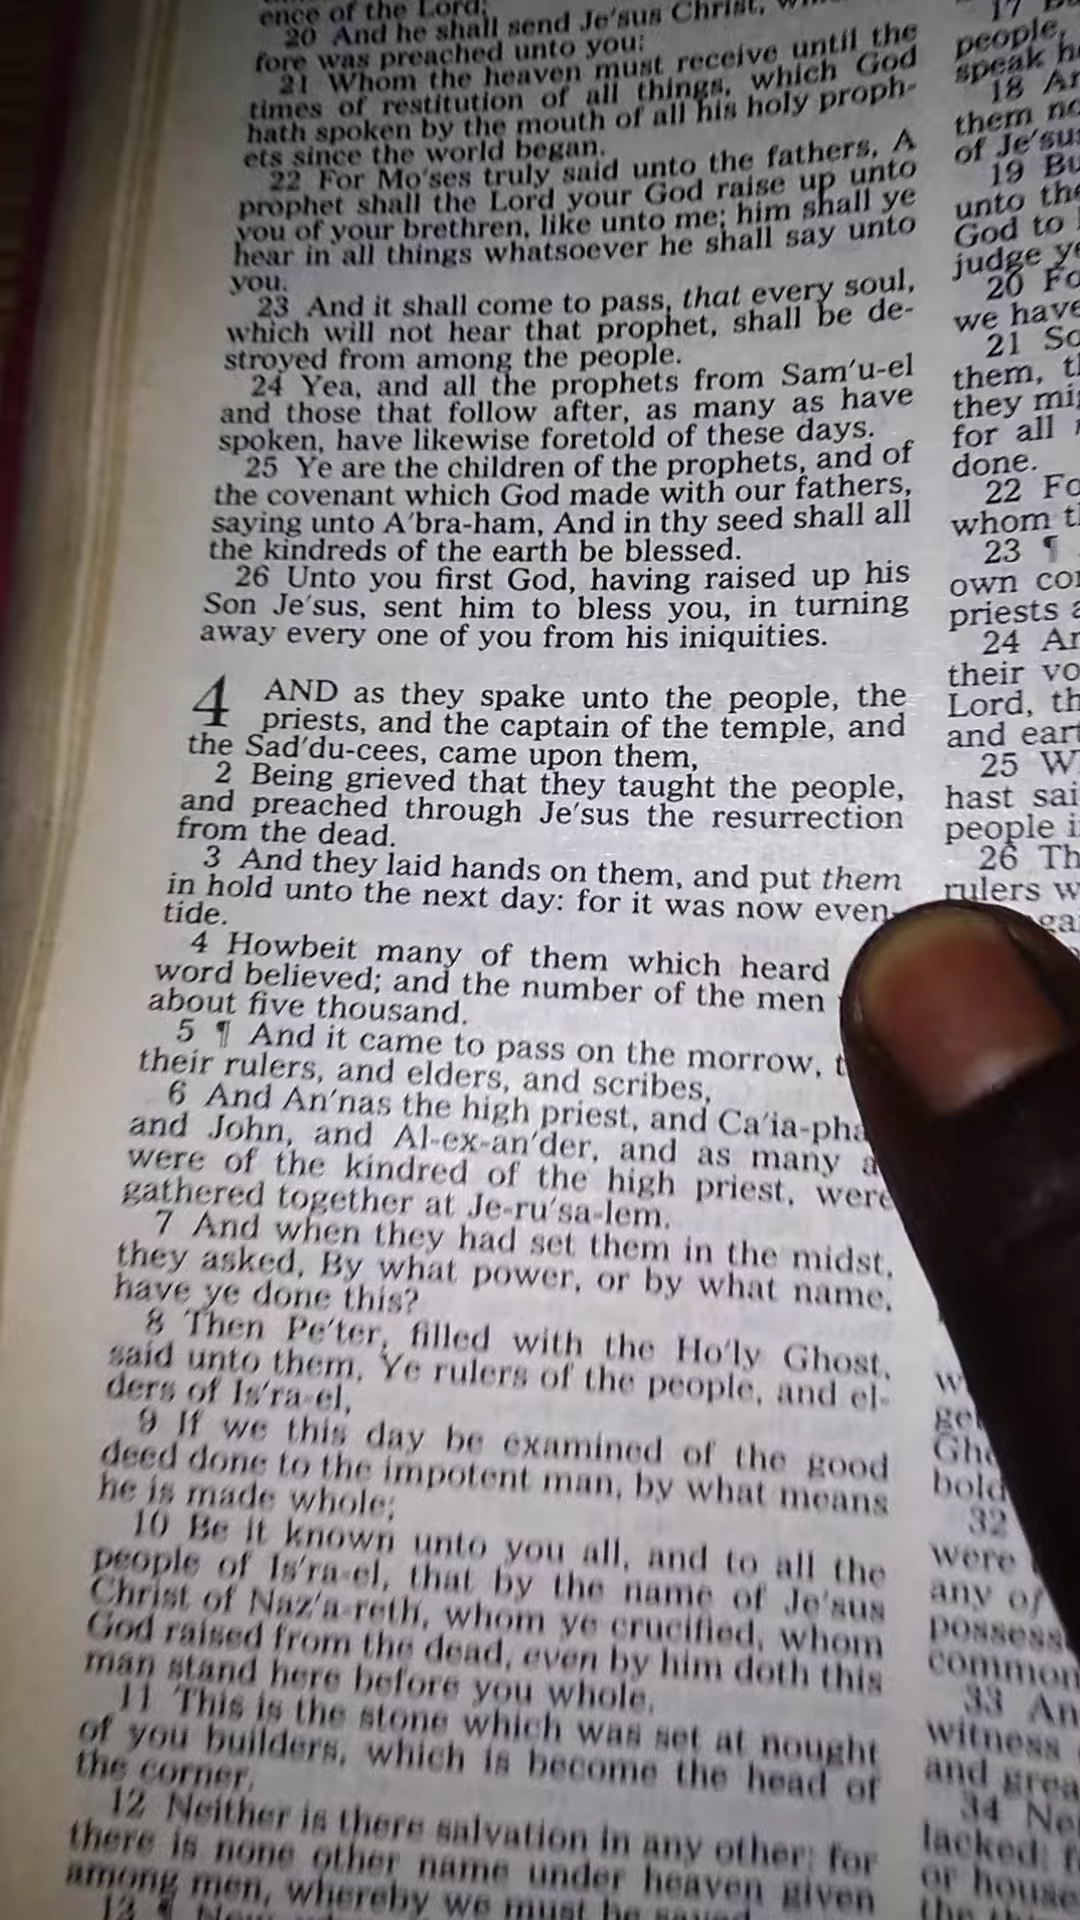 ence of the Lord;
20 And he shall send Je′sus Christ,
fore was preached unto you:
21 Whom the heaven must receive until the
times of restitution of all things, which God
hath spoken by the mouth of all his holy proph-
ets since the world began.
22 For Mo′ses truly said unto the fathers, A
prophet shall the Lord your God raise up unto
you of your brethren, like unto me; him shall ye
hear in all things whatsoever he shall say unto
you.
23 And it shall come to pass, that every soul,
which will not hear that prophet, shall be de-
stroyed from among the people.
24 Yea, and all the prophets from Sam′u-el
and those that follow after, as many as have
spoken, have likewise foretold of these days.
25 Ye are the children of the prophets, and of
the covenant which God made with our fathers,
saying unto A′bra-ham, And in thy seed shall all
the kindreds of the earth be blessed.
26 Unto you first God, having raised up his
Son Je′sus, sent him to bless you, in turning
away every one of you from his iniquities.
4 AND as they spake unto the people, the
priests, and the captain of the temple, and
the Sad′du-cees, came upon them,
2 Being grieved that they taught the people,
and preached through Je′sus the resurrection
from the dead.
3 And they laid hands on them, and put them
in hold unto the next day: for it was now even-
tide.
4 Howbeit many of them which heard
word believed; and the number of the men
about five thousand.
5 ¶ And it came to pass on the morrow,
their rulers, and elders, and scribes,
6 And An′nas the high priest, and Ca′ia-pha
and John, and Al-ex-an′der, and as many a
were of the kindred of the high priest, were
gathered together at Je-ru′sa-lem.
7 And when they had set them in the midst,
they asked, By what power, or by what name,
have ye done this?
8 Then Pe′ter, filled with the Ho′ly Ghost,
said unto them, Ye rulers of the people, and el-
ders of Is′ra-el,
9 If we this day be examined of the good
deed done to the impotent man, by what means
he is made whole;
10 Be it known unto you all, and to all the
people of Is′ra-el, that by the name of Je′sus
Christ of Naz′a-reth, whom ye crucified, whom
God raised from the dead, even by him doth this
man stand here before you whole.
11 This is the stone which was set at nought
of you builders, which is become the head of
the corner.
12 Neither is there salvation in any other: for
there is none other name under heaven given
among men, whereby we must be saved.
13 ¶
17
people,
speak
18
them
of Je′sus
19
unto the
God to
judge
20
we have
21 So
them,
they
for all
done.
22
whom
23 ¶
own
priests
24
their
Lord,
and
25
hast
people
26
rulers
bold
32
were
any of
possess
common
33
witness
and
34
lacked:
or house